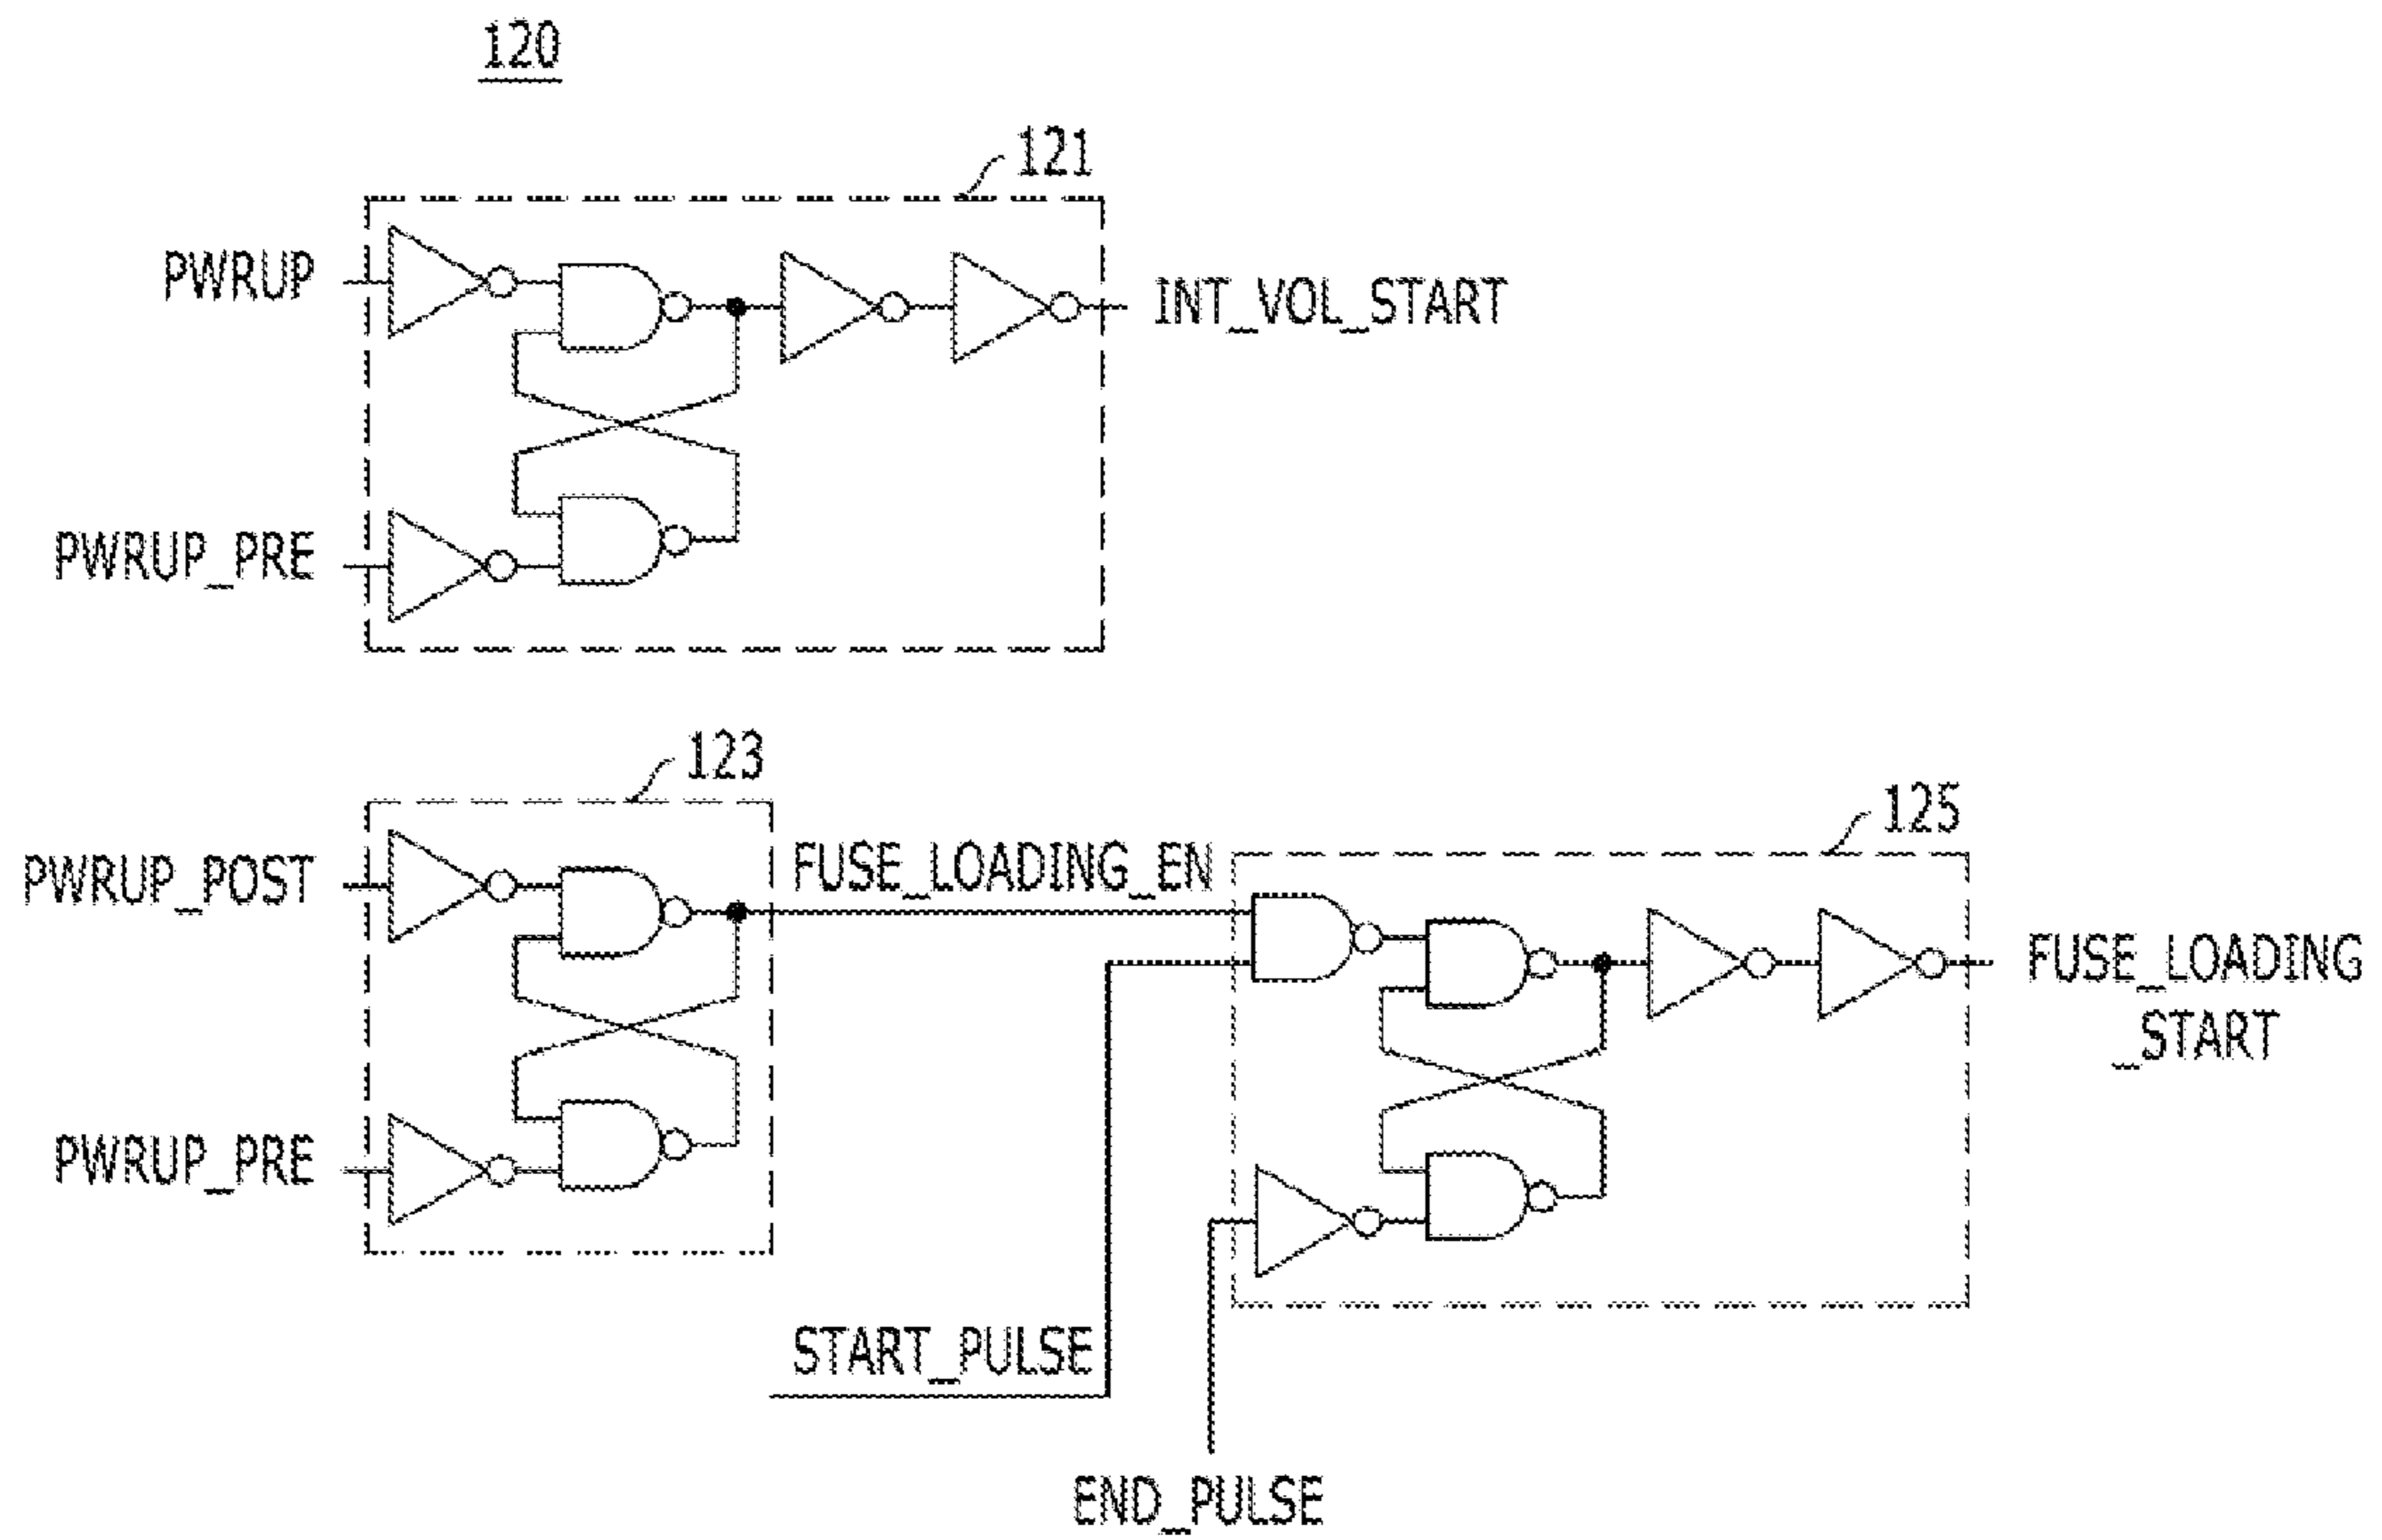 120
121
PWRUP
INT_VOL_START
PWRUP_PRE
123
125
PWRUP_POST
FUSE_LOADING_EN
FUSE_LOADING
_START
PWRUP_PRE
START_PULSE
END_PULSE